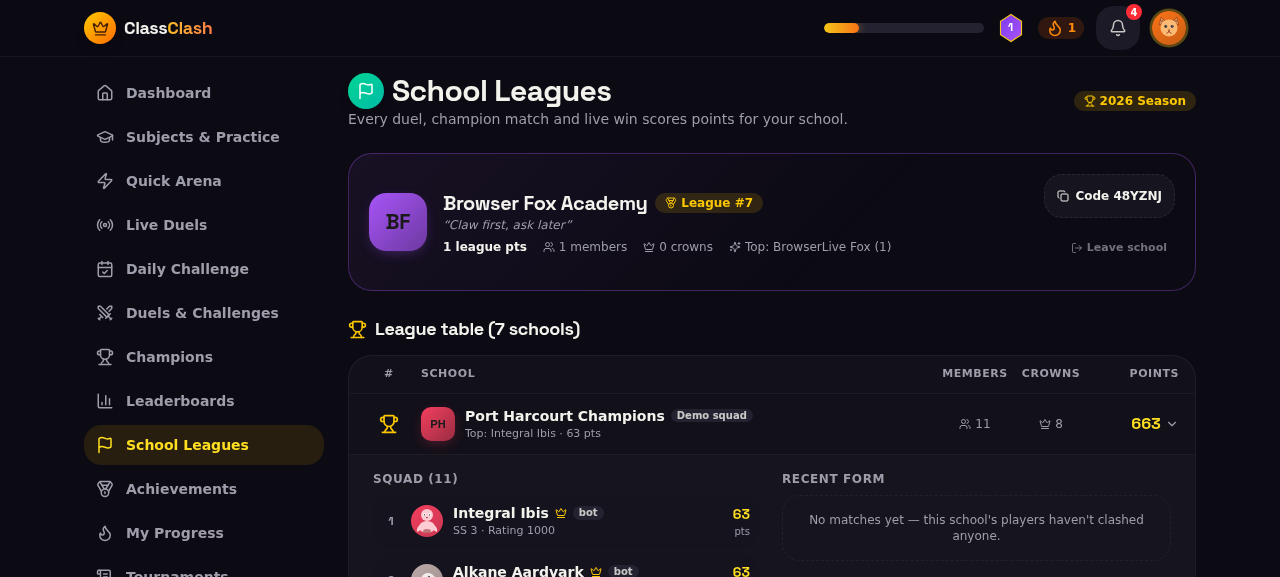 ClassClash
1
1
4
Dashboard
Subjects & Practice
Quick Arena
Live Duels
Daily Challenge
Duels & Challenges
Champions
Leaderboards
School Leagues
Achievements
My Progress
Tournaments
School Leagues
Every duel, champion match and live win scores points for your school.
2026 Season
BF
Browser Fox Academy
League #7
“Claw first, ask later”
1 league pts
1 members
0 crowns
Top: BrowserLive Fox (1)
Code 48YZNJ
Leave school
League table (7 schools)
# SCHOOL MEMBERS CROWNS POINTS
PH
Port Harcourt Champions Demo squad
Top: Integral Ibis · 63 pts
11
8
663
SQUAD (11)
1
Integral Ibis bot
SS 3 · Rating 1000
63
pts
Alkane Aardvark bot
63
RECENT FORM
No matches yet — this school's players haven't clashed
anyone.